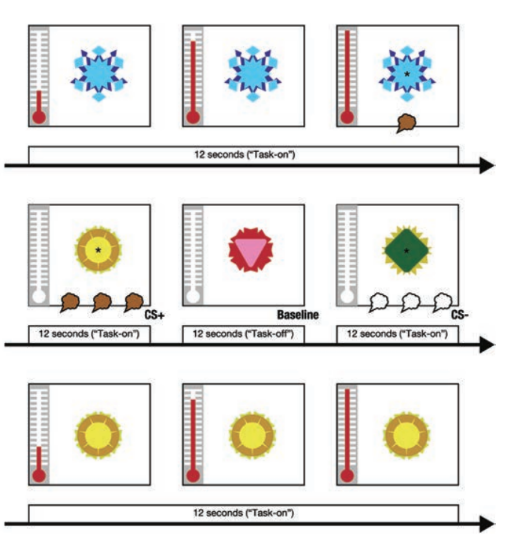 12 seconds ("Task-on")
CS+
Baseline
CS-
12 seconds ("Task-on")
12 seconds ("Task-off")
12 seconds ("Task-on")
12 seconds ("Task-on")